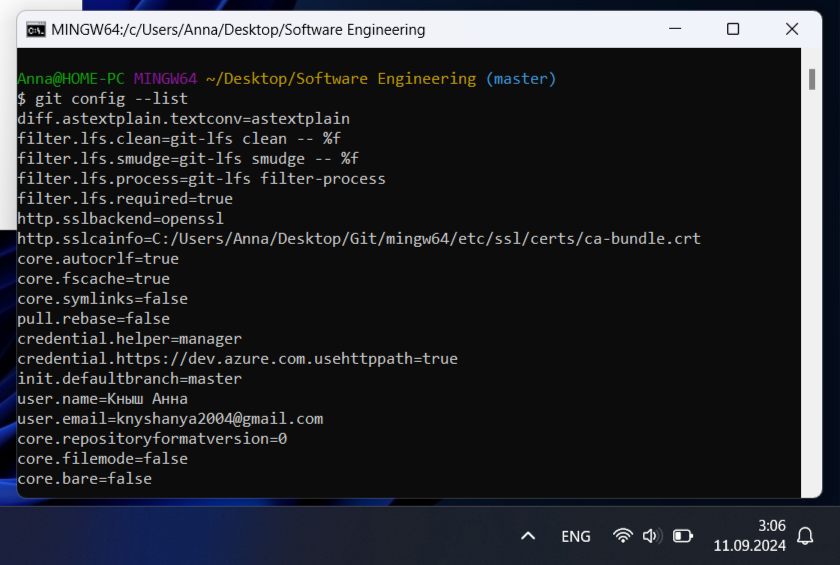 MINGW64:/c/Users/Anna/Desktop/Software Engineering
Anna@HOME-PC MINGW64 ~/Desktop/Software Engineering (master)
$ git config --list
diff.astextplain.textconv=astextplain
filter.lfs.clean=git-lfs clean -- %f
filter.lfs.smudge=git-lfs smudge -- %f
filter.lfs.process=git-lfs filter-process
filter.lfs.required=true
http.sslbackend=openssl
http.sslcainfo=C:/Users/Anna/Desktop/Git/mingw64/etc/ssl/certs/ca-bundle.crt
core.autocrlf=true
core.fscache=true
core.symlinks=false
pull.rebase=false
credential.helper=manager
credential.https://dev.azure.com.usehttppath=true
init.defaultbranch=master
user.name=Кныш Анна
user.email=knyshanya2004@gmail.com
core.repositoryformatversion=0
core.filemode=false
core.bare=false
ENG
3:06
11.09.2024